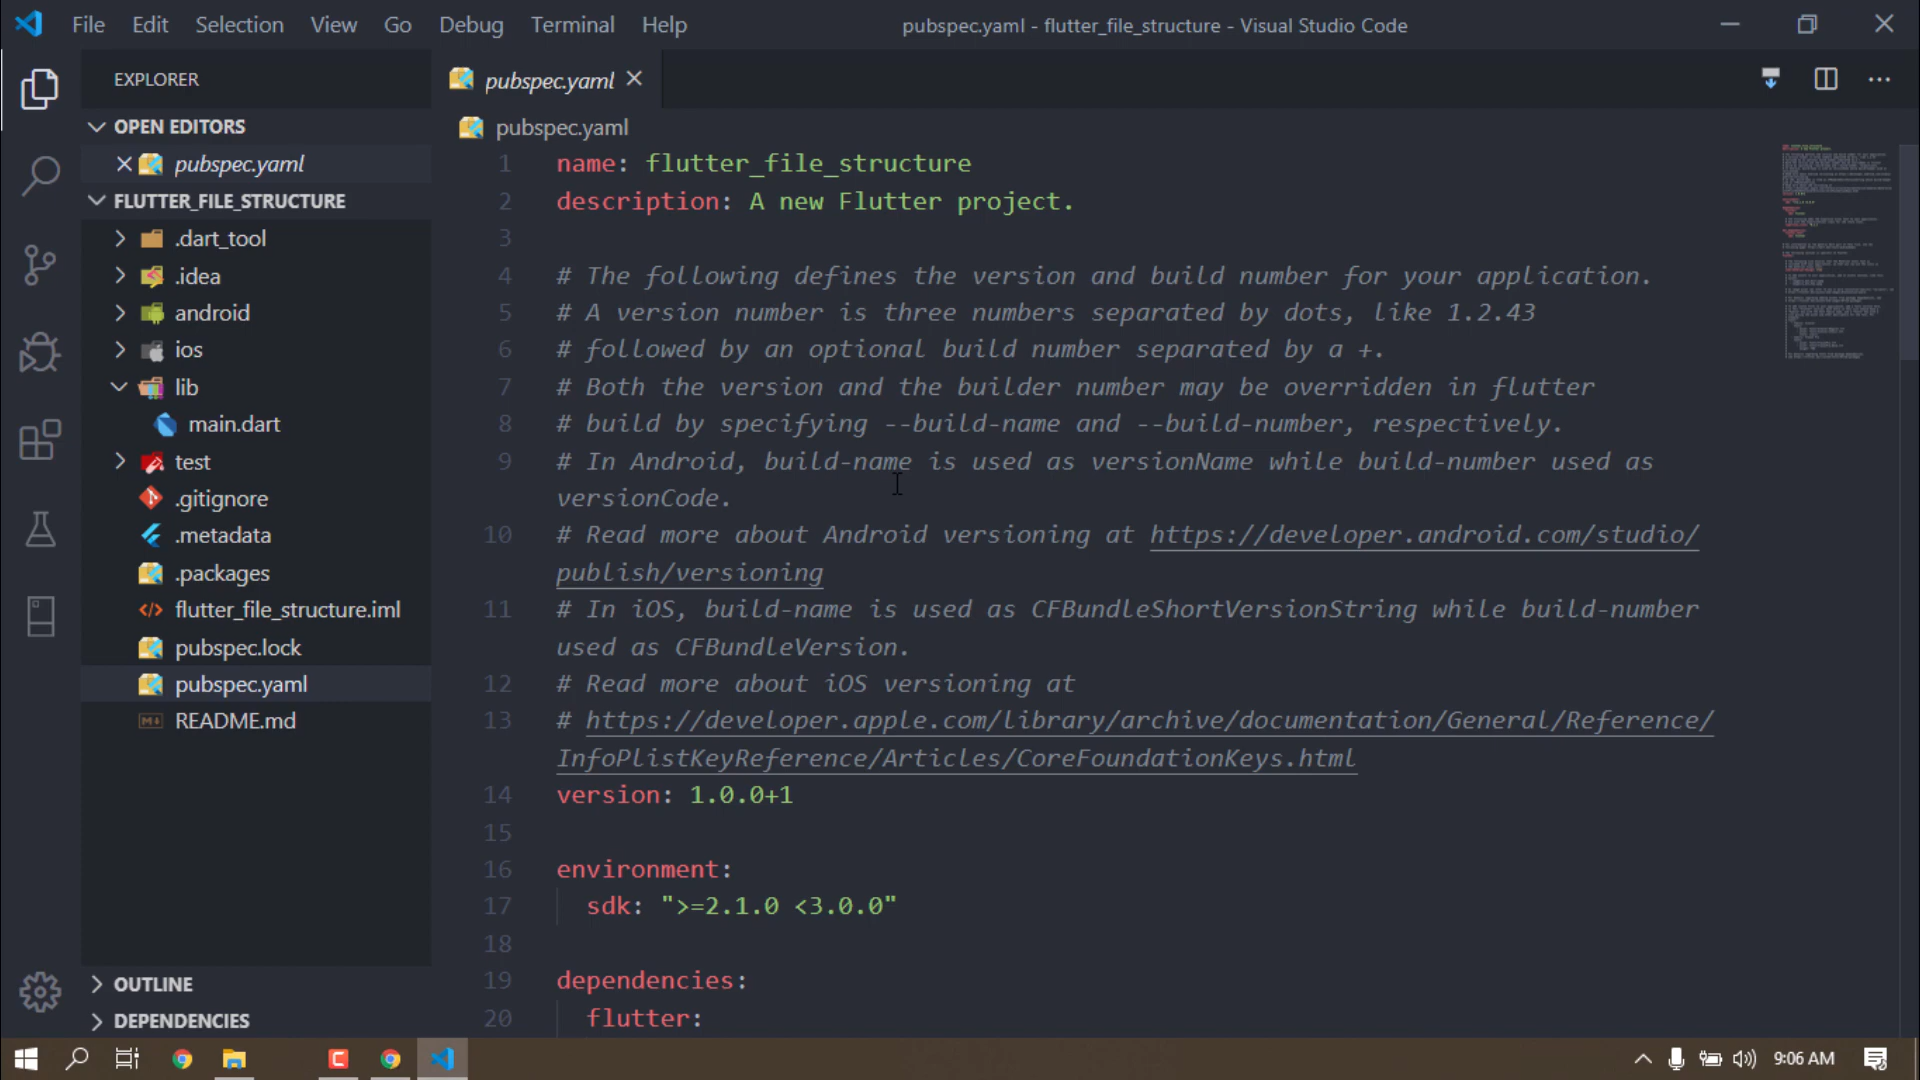 File Edit Selection View Go Debug Terminal Help
pubspec.yaml - flutter_file_structure - Visual Studio Code
EXPLORER
OPEN EDITORS
pubspec.yaml
FLUTTER_FILE_STRUCTURE
.dart_tool
.idea
android
ios
lib
main.dart
test
.gitignore
.metadata
.packages
flutter_file_structure.iml
pubspec.lock
pubspec.yaml
README.md
OUTLINE
DEPENDENCIES
pubspec.yaml
pubspec.yaml
1 name: flutter_file_structure
2 description: A new Flutter project.
3
4 # The following defines the version and build number for your application.
5 # A version number is three numbers separated by dots, like 1.2.43
6 # followed by an optional build number separated by a +.
7 # Both the version and the builder number may be overridden in flutter
8 # build by specifying --build-name and --build-number, respectively.
9 # In Android, build-name is used as versionName while build-number used as
versionCode.
10 # Read more about Android versioning at https://developer.android.com/studio/
publish/versioning
11 # In iOS, build-name is used as CFBundleShortVersionString while build-number
used as CFBundleVersion.
12 # Read more about iOS versioning at
13 # https://developer.apple.com/library/archive/documentation/General/Reference/
InfoPlistKeyReference/Articles/CoreFoundationKeys.html
14 version: 1.0.0+1
15
16 environment:
17 sdk: ">=2.1.0 <3.0.0"
18
19 dependencies:
20 flutter:
9:06 AM